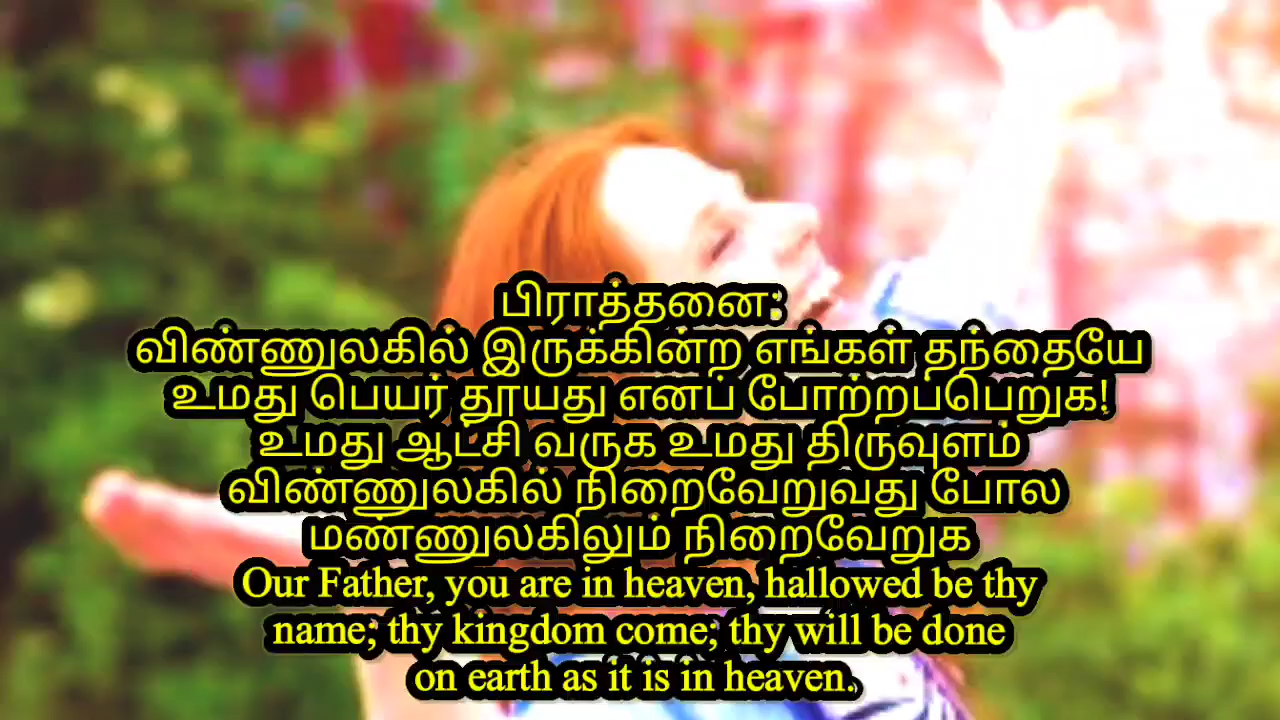 பிராத்தனை:
விண்ணுலகில் இருக்கின்ற எங்கள் தந்தையே
உமது பெயர் தூயது எனப் போற்றப்பெறுக!
உமது ஆட்சி வருக உமது திருவுளம்
விண்ணுலகில் நிறைவேறுவது போல
மண்ணுலகிலும் நிறைவேறுக
Our Father, you are in heaven, hallowed be thy
name; thy kingdom come; thy will be done
on earth as it is in heaven.